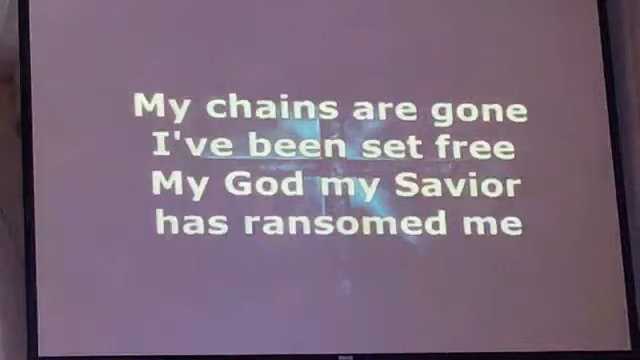 My chains are gone
I've been set free
My God my Savior
has ransomed me